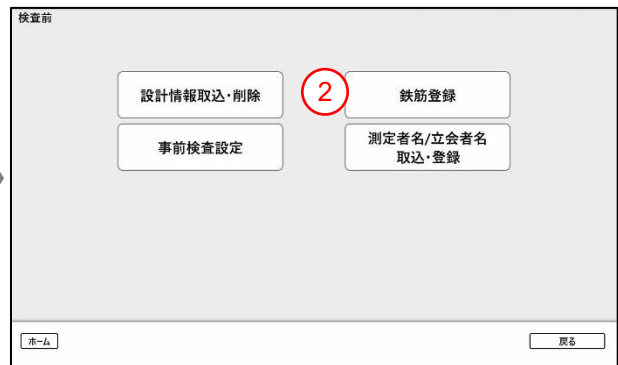 検査前
設計情報取込・削除
2
鉄筋登録
事前検査設定
測定者名/立会者名
取込・登録
ホーム
戻る